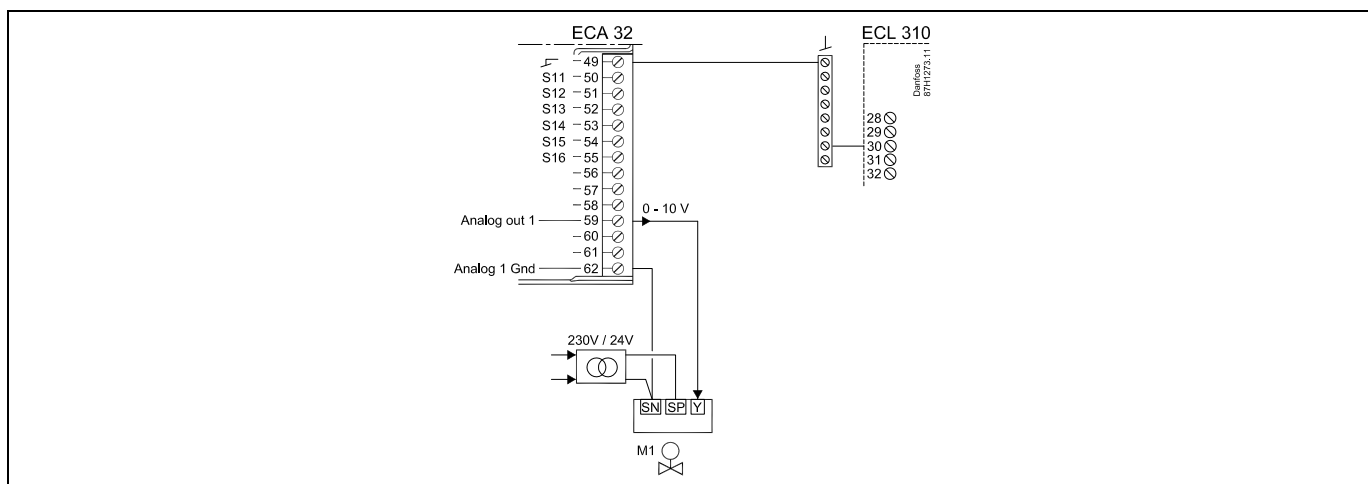 ECA 32
ECL 310
49
S11 50
S12 51
S13 52
S14 53
S15 54
S16 55
56
57
58
Analog out 1 59
0 - 10 V
60
61
Analog 1 Gnd 62
Danfoss
87H1273.11
28
29
30
31
32
230V / 24V
SN SP Y
M1